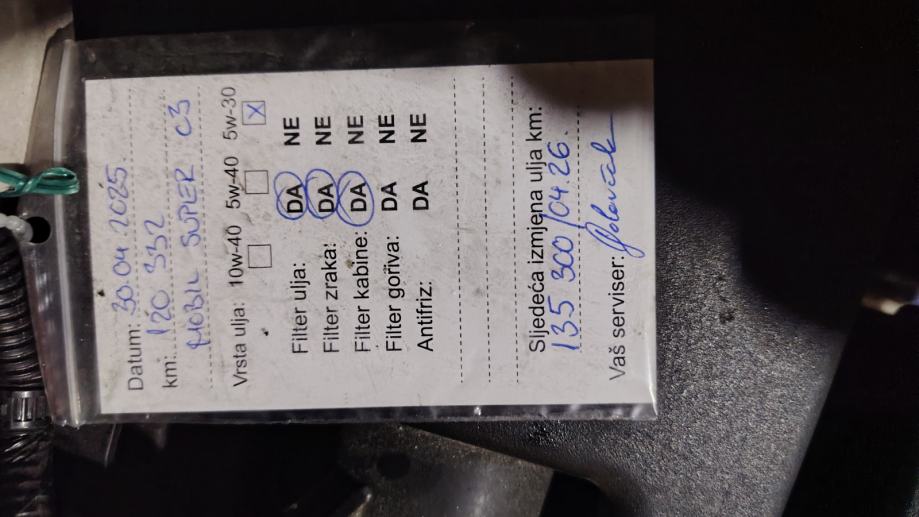 Datum: 30.04.2025.
km: 120 332
MOBIL SUPER C3
Vrsta ulja: 10w-40 5w-40 5w-30
X
Filter ulja: DA NE
Filter zraka: DA NE
Filter kabine: DA NE
Filter goriva: DA NE
Antifriz: DA NE
Sljedeća izmjena ulja km:
135 300/04 26.
Vaš serviser: